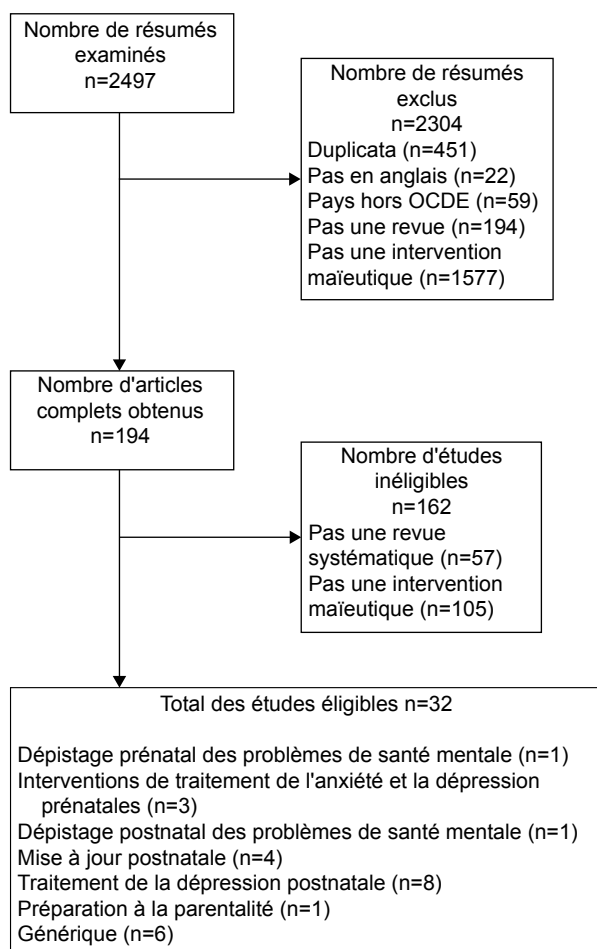 Nombre de résumés
examinés
n=2497
Nombre de résumés
exclus
n=2304
Duplicata (n=451)
Pas en anglais (n=22)
Pays hors OCDE (n=59)
Pas une revue (n=194)
Pas une intervention
maïeutique (n=1577)
Nombre d'articles
complets obtenus
n=194
Nombre d'études
inéligibles
n=162
Pas une revue
systématique (n=57)
Pas une intervention
maïeutique (n=105)
Total des études éligibles n=32
Dépistage prénatal des problèmes de santé mentale (n=1)
Interventions de traitement de l'anxiété et la dépression
prénatales (n=3)
Dépistage postnatal des problèmes de santé mentale (n=1)
Mise à jour postnatale (n=4)
Traitement de la dépression postnatale (n=8)
Préparation à la parentalité (n=1)
Générique (n=6)